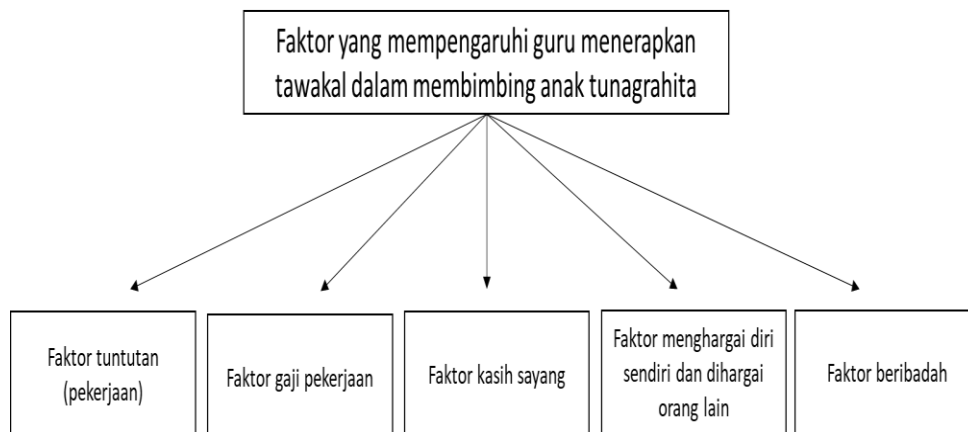 Faktor yang mempengaruhi guru menerapkan
tawakal dalam membimbing anak tunagrahita
Faktor tuntutan
(pekerjaan)
Faktor gaji pekerjaan
Faktor kasih sayang
Faktor menghargai diri
sendiri dan dihargai
orang lain
Faktor beribadah